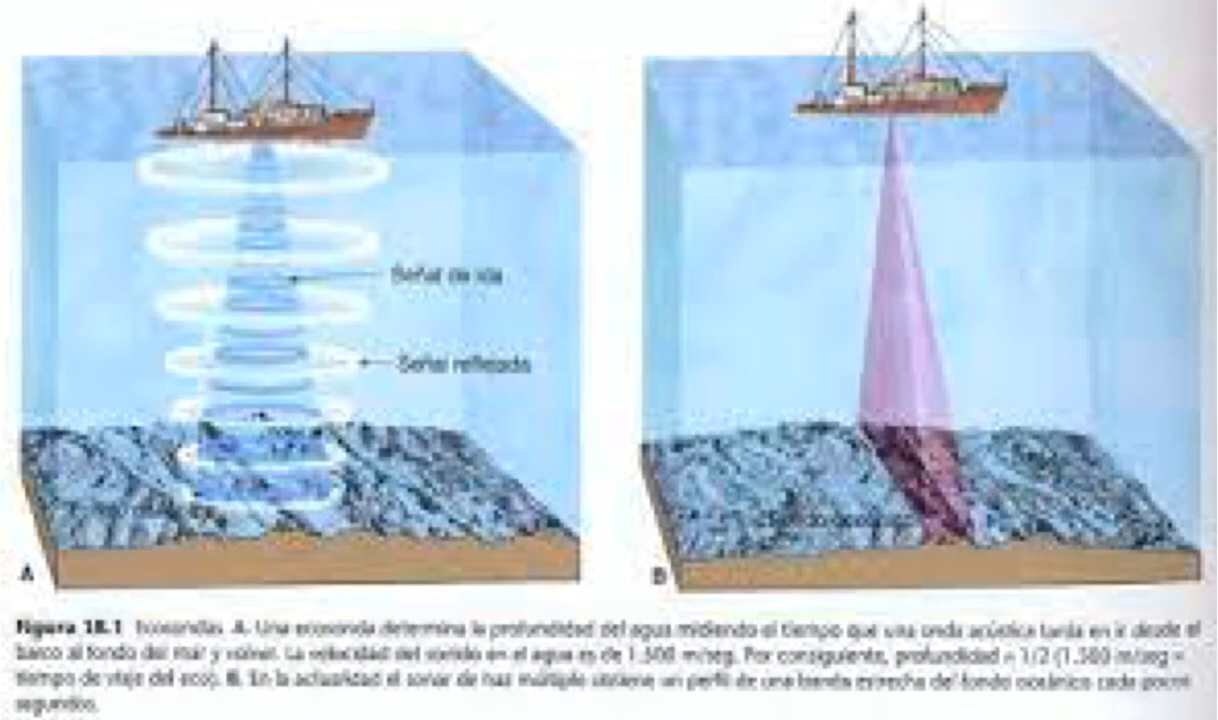 Señal de ida
Señal reflejada
A
B
Figura 18.1 Ecosondas. A. Una ecosonda determina la profundidad del agua midiendo el tiempo que una onda acústica tarda en ir desde el
barco al fondo del mar y volver. La velocidad del sonido en el agua es de 1.500 m/seg. Por consiguiente, profundidad = 1/2 (1.500 m/seg ×
tiempo de viaje del eco). B. En la actualidad el sonar de haz múltiple obtiene un perfil de una banda estrecha del fondo oceánico cada pocos
segundos.